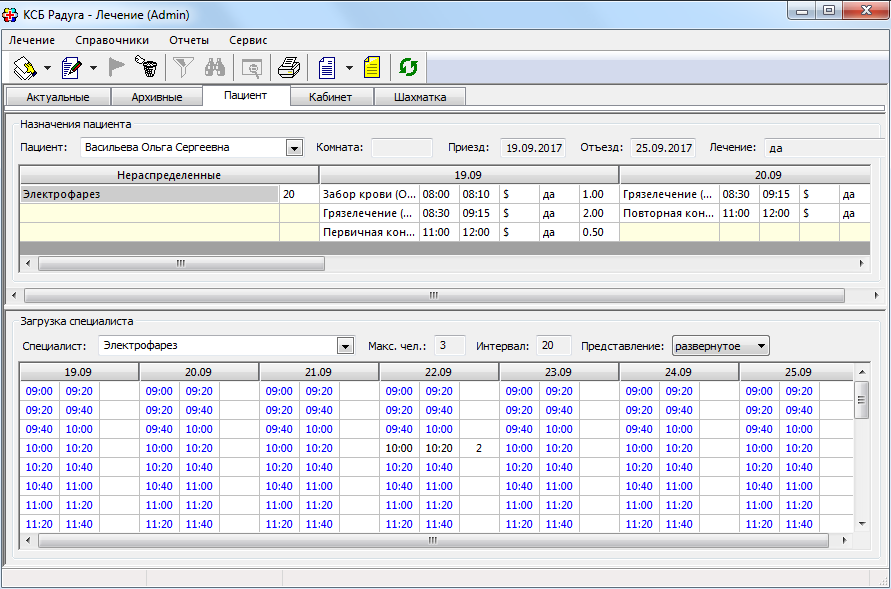 КСБ Радуга - Лечение (Admin)
Лечение Справочники Отчеты Сервис
Актуальные Архивные Пациент Кабинет Шахматка
Назначения пациента
Пациент: Васильева Ольга Сергеевна Комната: Приезд: 19.09.2017 Отъезд: 25.09.2017 Лечение: да
Нераспределенные 19.09 20.09
Электрофарез 20 Забор крови (О... 08:00 08:10 $ да 1.00 Грязелечение (... 08:30 09:15 $ да
Грязелечение (... 08:30 09:15 $ да 2.00 Повторная кон... 11:00 12:00 $ да
Первичная кон... 11:00 12:00 $ да 0.50
Загрузка специалиста
Специалист: Электрофарез Макс. чел.: 3 Интервал: 20 Представление: развернутое
19.09 20.09 21.09 22.09 23.09 24.09 25.09
09:00 09:20 09:00 09:20 09:00 09:20 09:00 09:20 09:00 09:20 09:00 09:20 09:00 09:20
09:20 09:40 09:20 09:40 09:20 09:40 09:20 09:40 09:20 09:40 09:20 09:40 09:20 09:40
09:40 10:00 09:40 10:00 09:40 10:00 09:40 10:00 09:40 10:00 09:40 10:00 09:40 10:00
10:00 10:20 10:00 10:20 10:00 10:20 10:00 10:20 2 10:00 10:20 10:00 10:20 10:00 10:20
10:20 10:40 10:20 10:40 10:20 10:40 10:20 10:40 10:20 10:40 10:20 10:40 10:20 10:40
10:40 11:00 10:40 11:00 10:40 11:00 10:40 11:00 10:40 11:00 10:40 11:00 10:40 11:00
11:00 11:20 11:00 11:20 11:00 11:20 11:00 11:20 11:00 11:20 11:00 11:20 11:00 11:20
11:20 11:40 11:20 11:40 11:20 11:40 11:20 11:40 11:20 11:40 11:20 11:40 11:20 11:40